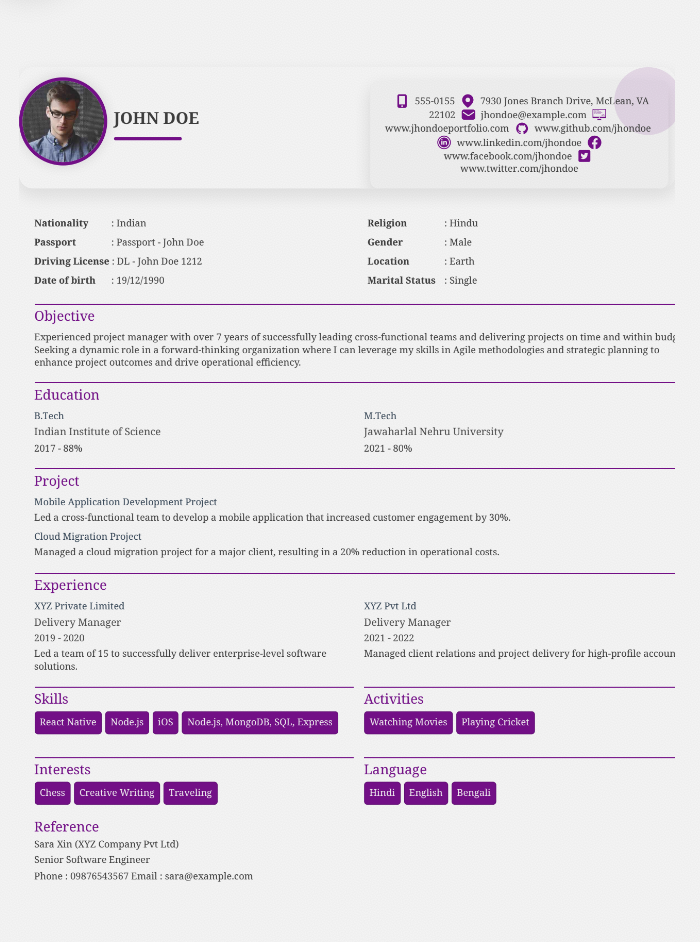 JOHN DOE
555-0155 7930 Jones Branch Drive, McLean, VA
22102 jhondoe@example.com
www.jhondoeportfolio.com www.github.com/jhondoe
www.linkedin.com/jhondoe
www.facebook.com/jhondoe
www.twitter.com/jhondoe
Nationality : Indian
Religion : Hindu
Passport : Passport - John Doe
Gender : Male
Driving License : DL - John Doe 1212
Location : Earth
Date of birth : 19/12/1990
Marital Status : Single
Objective
Experienced project manager with over 7 years of successfully leading cross-functional teams and delivering projects on time and within budg
Seeking a dynamic role in a forward-thinking organization where I can leverage my skills in Agile methodologies and strategic planning to
enhance project outcomes and drive operational efficiency.
Education
B.Tech
Indian Institute of Science
2017 - 88%
M.Tech
Jawaharlal Nehru University
2021 - 80%
Project
Mobile Application Development Project
Led a cross-functional team to develop a mobile application that increased customer engagement by 30%.
Cloud Migration Project
Managed a cloud migration project for a major client, resulting in a 20% reduction in operational costs.
Experience
XYZ Private Limited
Delivery Manager
2019 - 2020
Led a team of 15 to successfully deliver enterprise-level software
solutions.
XYZ Pvt Ltd
Delivery Manager
2021 - 2022
Managed client relations and project delivery for high-profile accoun
Skills
React Native Node.js iOS Node.js, MongoDB, SQL, Express
Activities
Watching Movies Playing Cricket
Interests
Chess Creative Writing Traveling
Language
Hindi English Bengali
Reference
Sara Xin (XYZ Company Pvt Ltd)
Senior Software Engineer
Phone : 09876543567 Email : sara@example.com